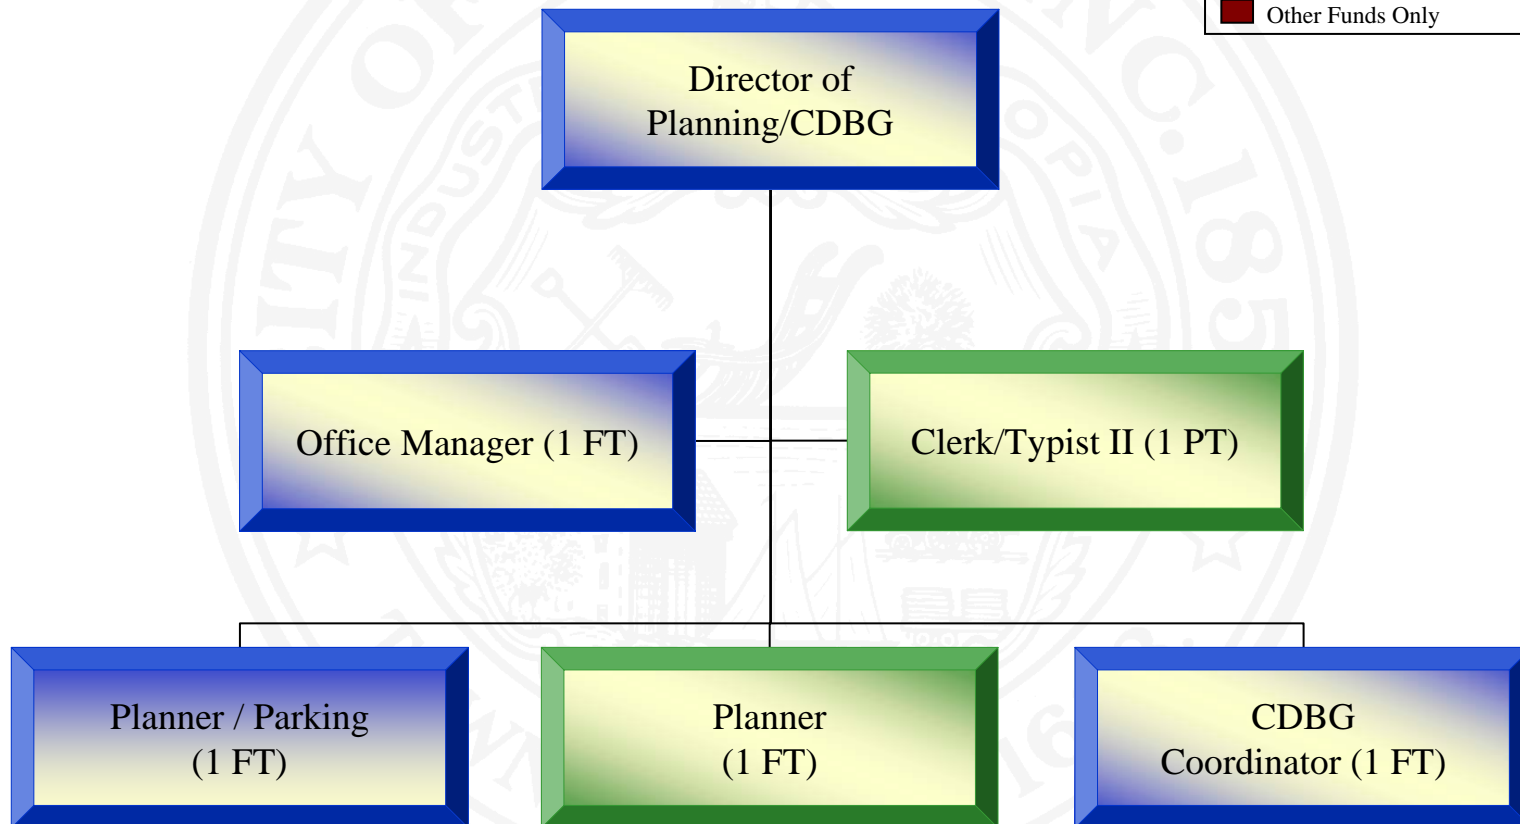 Other Funds Only
Director of
Planning/CDBG
Office Manager (1 FT)
Clerk/Typist II (1 PT)
Planner / Parking
(1 FT)
Planner
(1 FT)
CDBG
Coordinator (1 FT)